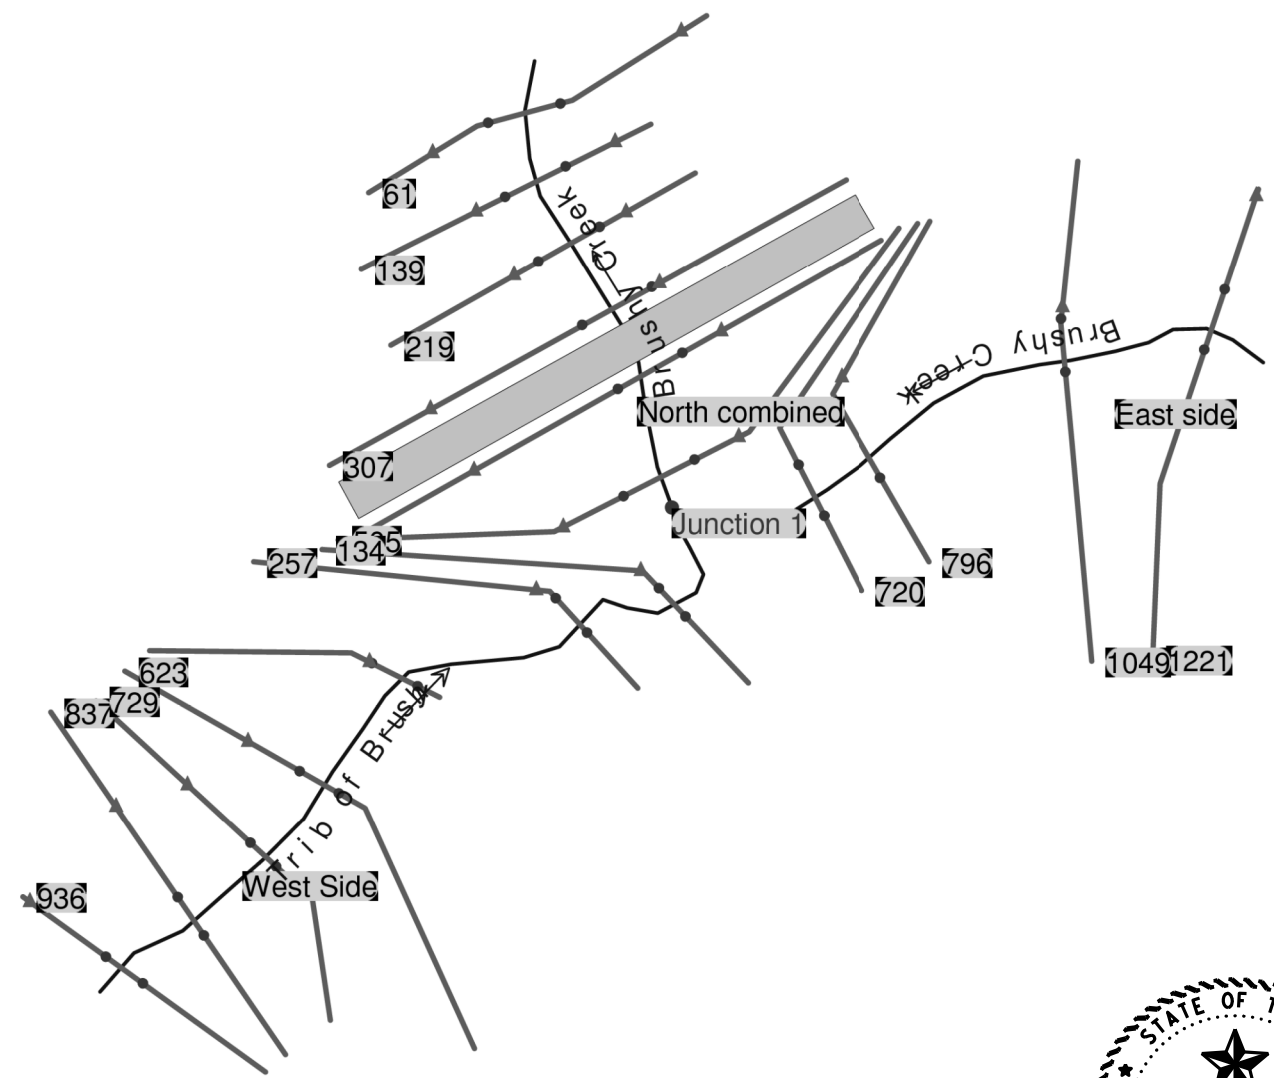 61
139
219
307
Brushy Creek
North combined
Brushy Creek
East side
Junction 1
134
257
796
720
1049
1221
623
729
837
Trib of Brushy
West Side
936
STATE OF